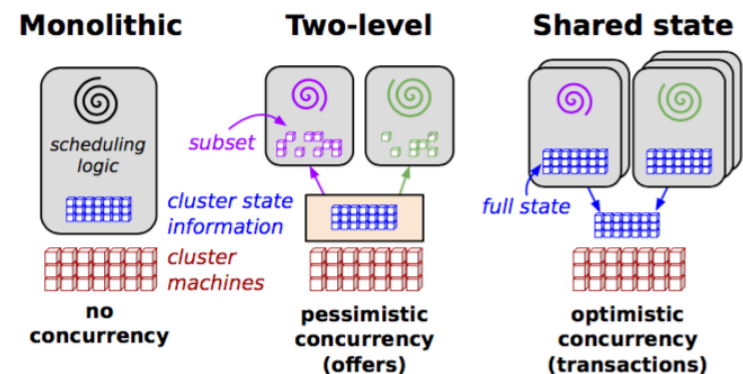 Monolithic
Two-level
Shared state
scheduling
logic
subset
cluster state
information
full state
cluster
machines
no
concurrency
pessimistic
concurrency
(offers)
optimistic
concurrency
(transactions)